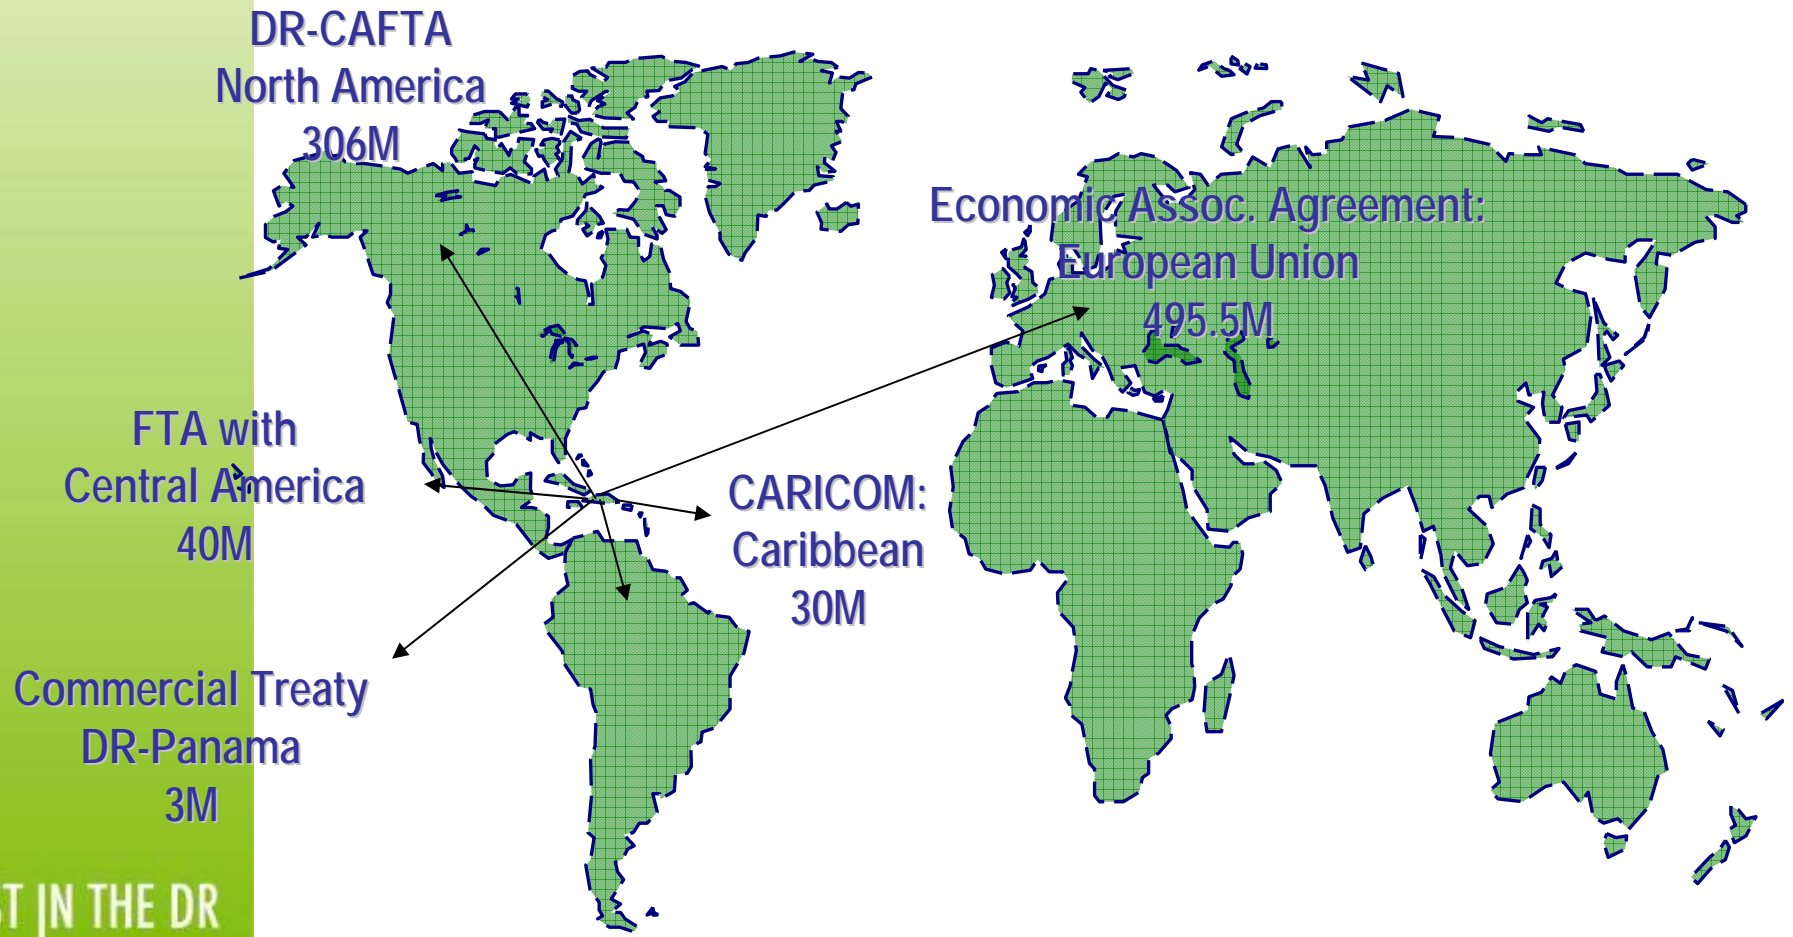 DR-CAFTA
North America
306M
Economic Assoc. Agreement:
European Union
495.5M
FTA with
Central America
40M
CARICOM:
Caribbean
30M
Commercial Treaty
DR-Panama
3M
IN THE DR